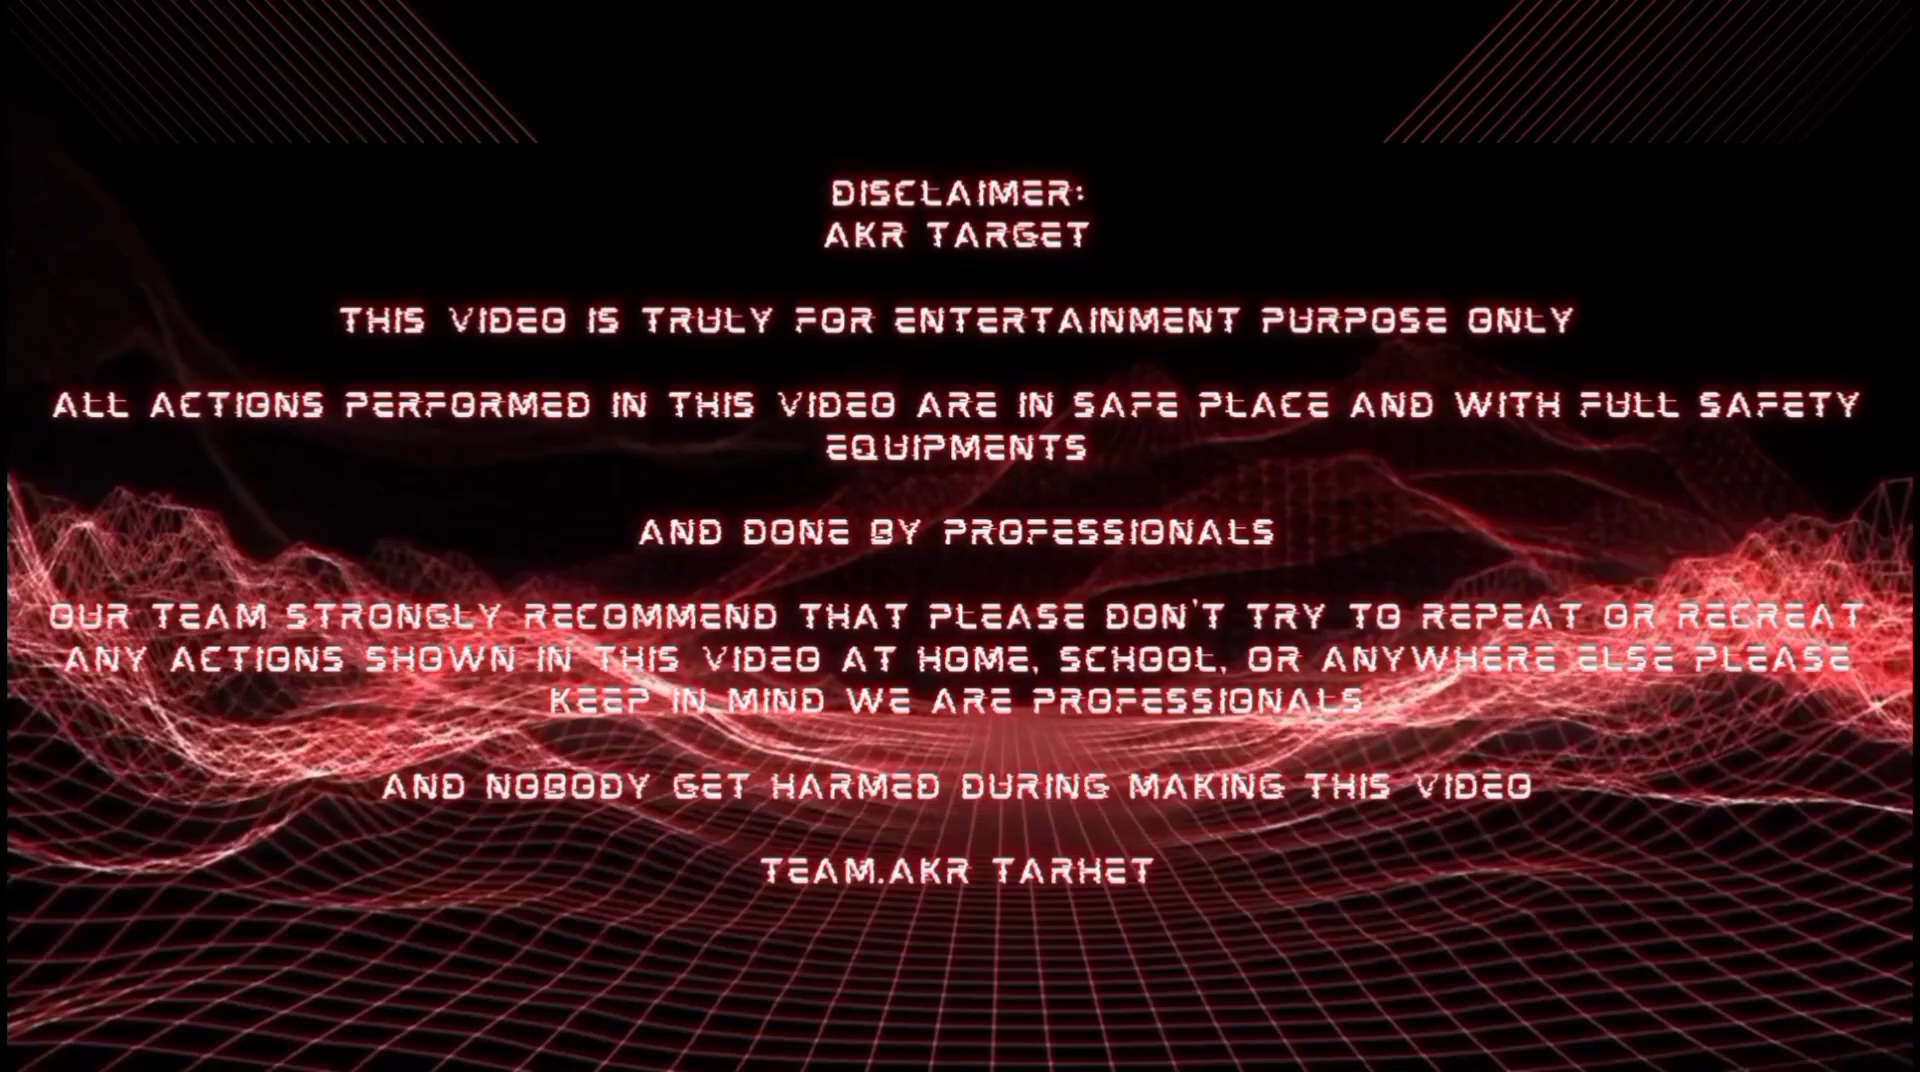 DISCLAIMER:
AKR TARGET
THIS VIDEO IS TRULY FOR ENTERTAINMENT PURPOSE ONLY
ALL ACTIONS PERFORMED IN THIS VIDEO ARE IN SAFE PLACE AND WITH FULL SAFETY
EQUIPMENTS
AND DONE BY PROFESSIONALS
OUR TEAM STRONGLY RECOMMEND THAT PLEASE DON'T TRY TO REPEAT OR RECREAT
ANY ACTIONS SHOWN IN THIS VIDEO AT HOME, SCHOOL, OR ANYWHERE ELSE PLEASE
KEEP IN MIND WE ARE PROFESSIONALS
AND NOBODY GET HARMED DURING MAKING THIS VIDEO
TEAM.AKR TARHET